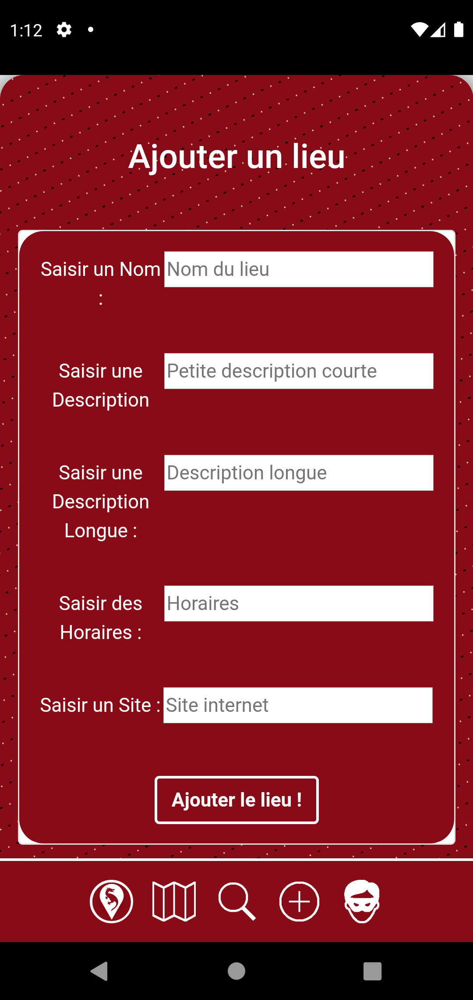 1:12
Ajouter un lieu
Saisir un Nom
:
Nom du lieu
Saisir une
Description
Petite description courte
Saisir une
Description
Longue :
Description longue
Saisir des
Horaires :
Horaires
Saisir un Site :
Site internet
Ajouter le lieu !